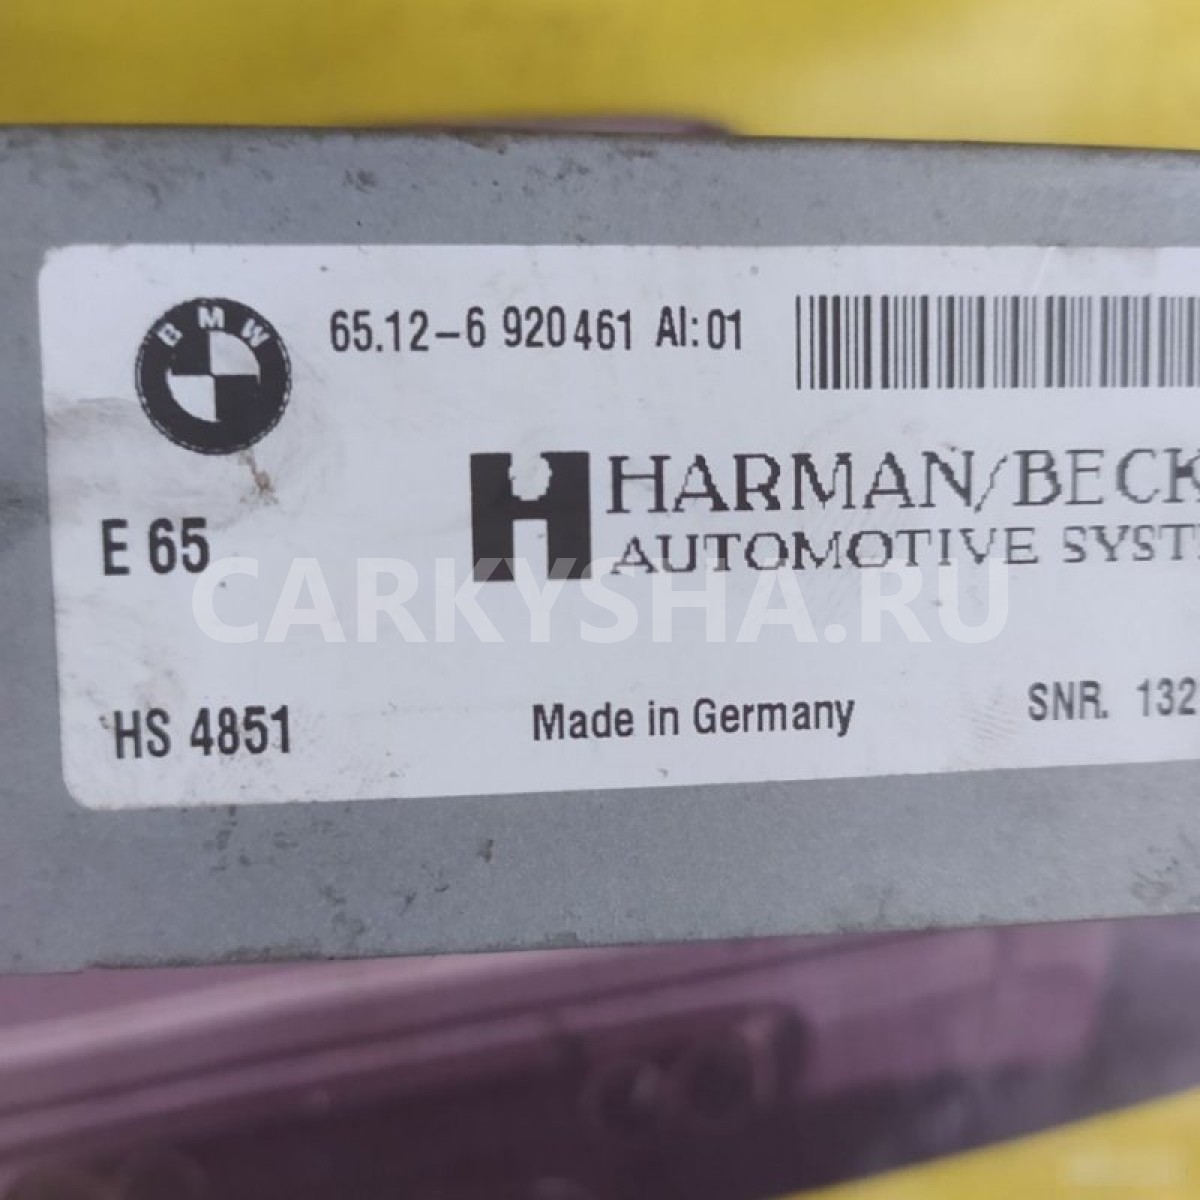 BMW
65.12-6 920461 AI:01
H HARMAN/BECK
AUTOMOTIVE SYST
E 65
CARKYSHA.RU
HS 4851
Made in Germany
SNR. 132